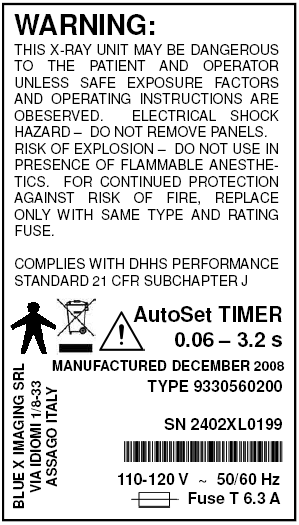 WARNING:
THIS X-RAY UNIT MAY BE DANGEROUS
TO THE PATIENT AND OPERATOR
UNLESS SAFE EXPOSURE FACTORS
AND OPERATING INSTRUCTIONS ARE
OBESERVED. ELECTRICAL SHOCK
HAZARD – DO NOT REMOVE PANELS.
RISK OF EXPLOSION – DO NOT USE IN
PRESENCE OF FLAMMABLE ANESTHE-
TICS. FOR CONTINUED PROTECTION
AGAINST RISK OF FIRE, REPLACE
ONLY WITH SAME TYPE AND RATING
FUSE.
COMPLIES WITH DHHS PERFORMANCE
STANDARD 21 CFR SUBCHAPTER J
AutoSet TIMER
0.06 – 3.2 s
MANUFACTURED DECEMBER 2008
TYPE 9330560200
SN 2402XL0199
110-120 V ~ 50/60 Hz
Fuse T 6.3 A
BLUE X IMAGING SRL
VIA IDIOMI 1/8-33
ASSAGO ITALY